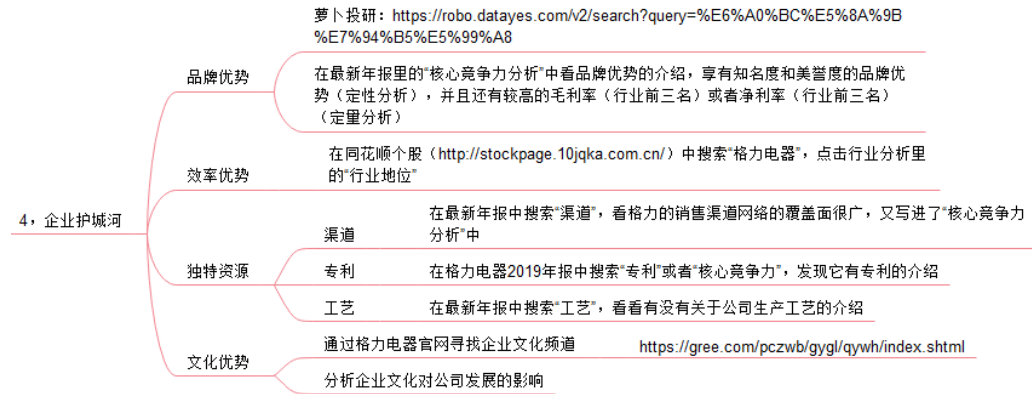 萝卜投研：https://robo.datayes.com/v2/search?query=%E6%A0%BC%E5%8A%9B
%E7%94%B5%E5%99%A8
品牌优势
在最新年报里的“核心竞争力分析”中看品牌优势的介绍，享有知名度和美誉度的品牌优
势（定性分析），并且还有较高的毛利率（行业前三名）或者净利率（行业前三名）
（定量分析）
效率优势
在同花顺个股（http://stockpage.10jqka.com.cn/）中搜索“格力电器”，点击行业分析里
的“行业地位”
4，企业护城河
独特资源
渠道
在最新年报中搜索“渠道”，看格力的销售渠道网络的覆盖面很广，又写进了“核心竞争力
分析”中
专利
在格力电器2019年报中搜索“专利”或者“核心竞争力”，发现它有专利的介绍
工艺
在最新年报中搜索“工艺”，看看有没有关于公司生产工艺的介绍
文化优势
通过格力电器官网寻找企业文化频道
https://gree.com/pczwb/gygl/qywh/index.shtml
分析企业文化对公司发展的影响